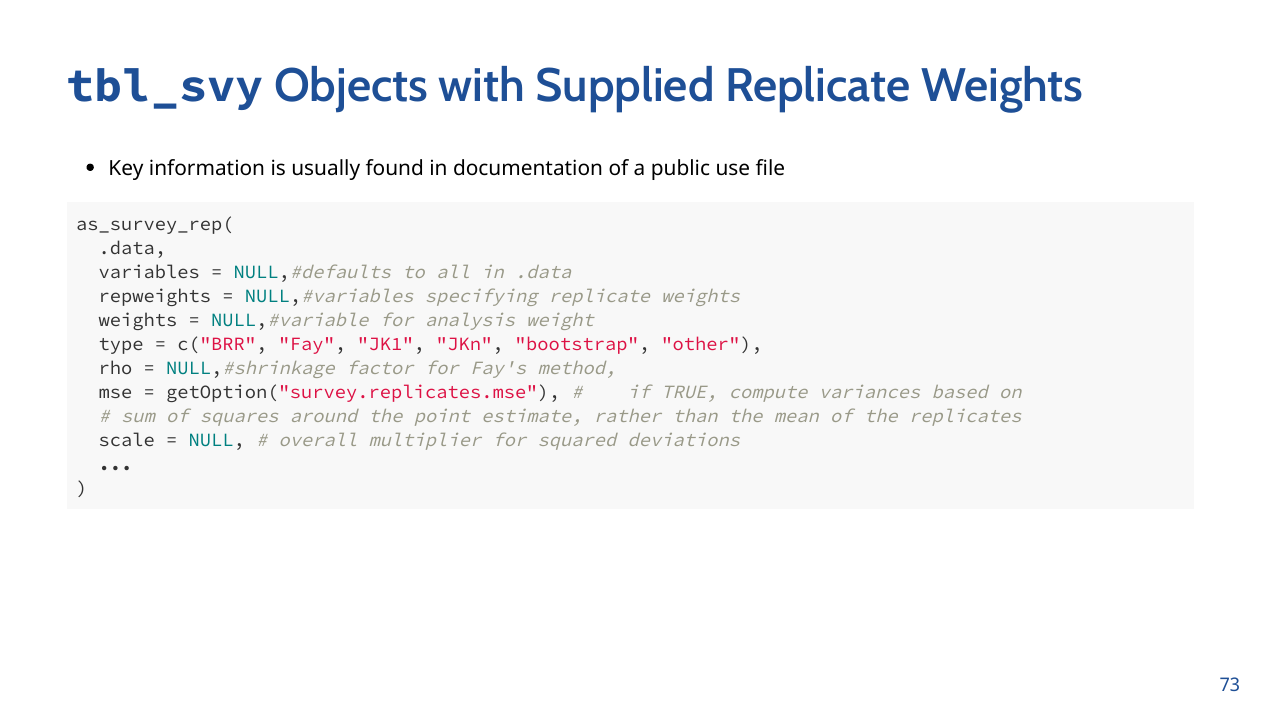 tbl_svy Objects with Supplied Replicate Weights
• Key information is usually found in documentation of a public use file
as_survey_rep(
  .data,
  variables = NULL,#defaults to all in .data
  repweights = NULL,#variables specifying replicate weights
  weights = NULL,#variable for analysis weight
  type = c("BRR", "Fay", "JK1", "JKn", "bootstrap", "other"),
  rho = NULL,#shrinkage factor for Fay's method,
  mse = getOption("survey.replicates.mse"), #    if TRUE, compute variances based on
  # sum of squares around the point estimate, rather than the mean of the replicates
  scale = NULL, # overall multiplier for squared deviations
  ...
)
73